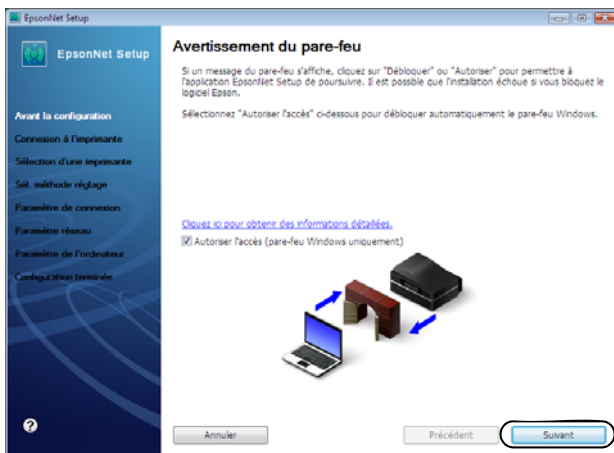 EpsonNet Setup
EpsonNet Setup
Avant la configuration
Connexion à l'imprimante
Sélection d'une imprimante
Sél. méthode réglage
Paramètre de connexion
Paramètre réseau
Paramètre de l'ordinateur
Configuration terminée
?
Avertissement du pare-feu
Si un message du pare-feu s'affiche, cliquez sur "Débloquer" ou "Autoriser" pour permettre à
l'application EpsonNet Setup de poursuivre. Il est possible que l'installation échoue si vous bloquez le
logiciel Epson.
Sélectionnez "Autoriser l'accès" ci-dessous pour débloquer automatiquement le pare-feu Windows.
Cliquez ici pour obtenir des informations détaillées.
Autoriser l'accès (pare-feu Windows uniquement)
Annuler
Précédent
Suivant